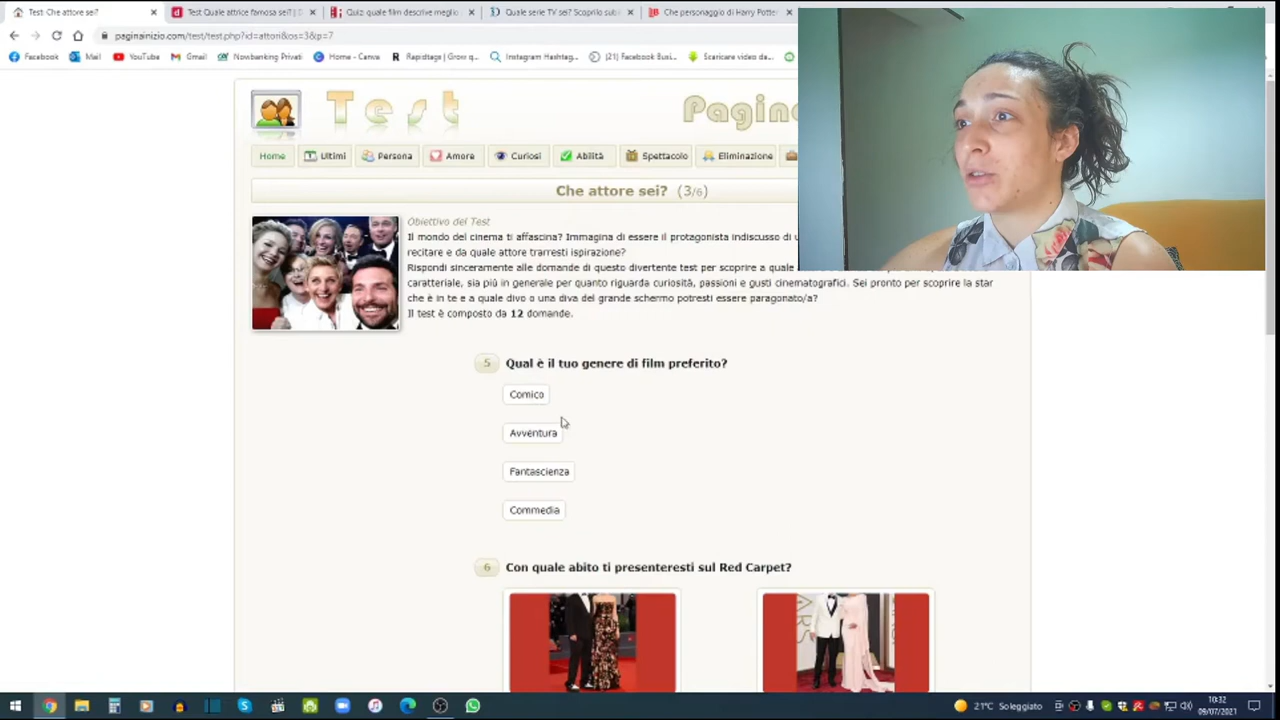 Test: Che attore sei?
Test Quale attrice famosa sei? | D
Quiz: quale film descrive meglio
Quale serie TV sei? Scoprilo sub
Che personaggio di Harry Potter
paginainizio.com/test/test.php?id=attori&os=3&p=7
Facebook
Mail
YouTube
Gmail
Nowbanking Privati
Home - Canva
Rapidtags | Grow q...
Instagram Hashtag...
(21) Facebook Busi...
Scaricare video da...
Test
Pagin
Home
Ultimi
Persona
Amore
Curiosi
Abilità
Spettacolo
Eliminazione
Che attore sei? (3/6)
Obiettivo del Test
Il mondo del cinema ti affascina? Immagina di essere il protagonista indiscusso di
recitare e da quale attore trarresti ispirazione?
Rispondi sinceramente alle domande di questo divertente test per scoprire a quale
caratteriale, sia più in generale per quanto riguarda curiosità, passioni e gusti cinematografici. Sei pronto per scoprire la star
che è in te e a quale divo o una diva del grande schermo potresti essere paragonato/a?
Il test è composto da 12 domande.
5 Qual è il tuo genere di film preferito?
Comico
Avventura
Fantascienza
Commedia
6 Con quale abito ti presenteresti sul Red Carpet?
21°C Soleggiato
10:32
09/07/2021